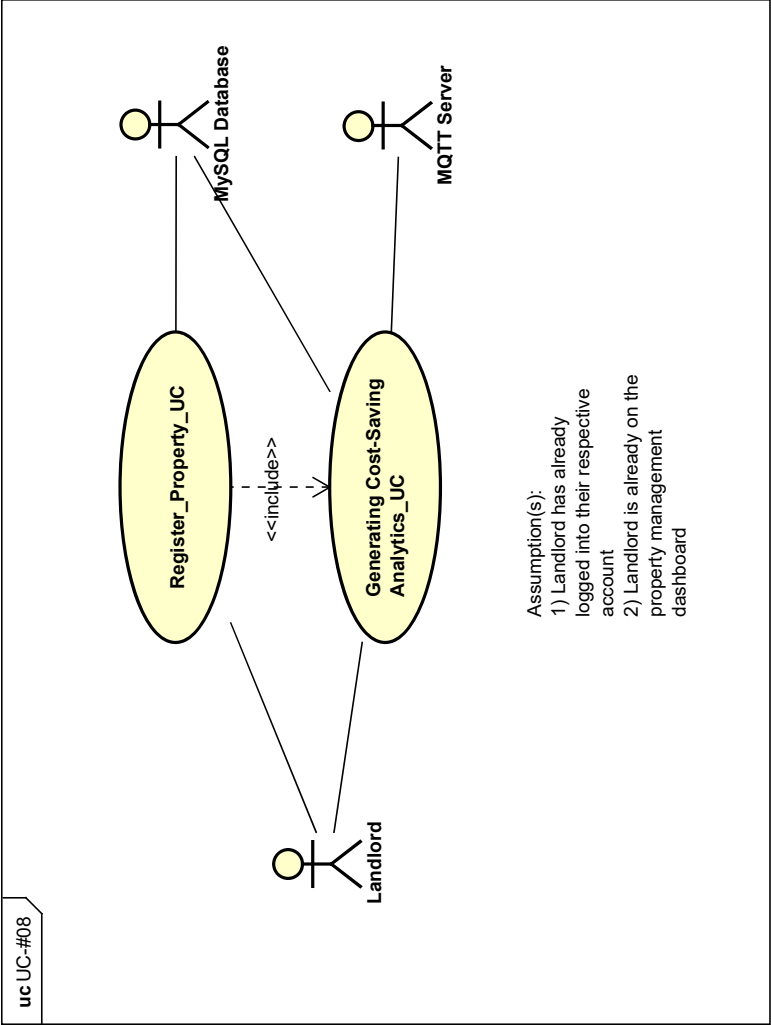 uc UC-#08
MySQL Database
Register_Property_UC
<<include>>
Landlord
Generating Cost-Saving
Analytics_UC
MQTT Server
Assumption(s):
1) Landlord has already
logged into their respective
account
2) Landlord is already on the
property management
dashboard